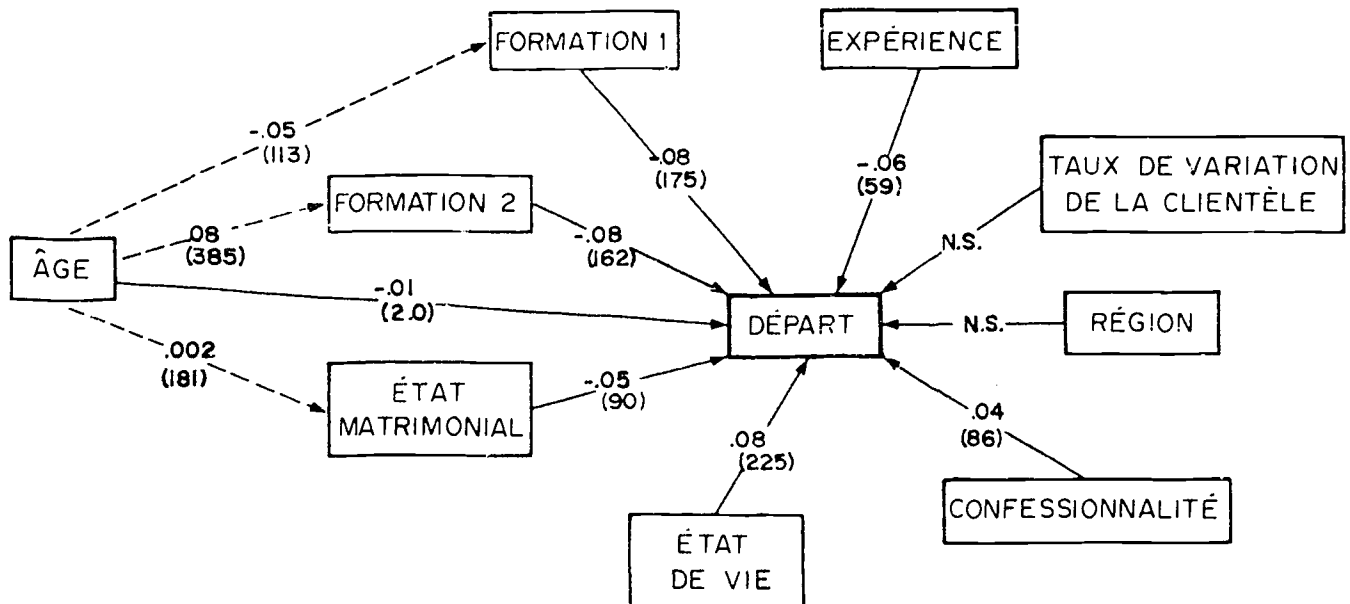 FORMATION 1
EXPÉRIENCE
-.05
(113)
-.08
(175)
-.06
(59)
TAUX DE VARIATION
DE LA CLIENTÈLE
FORMATION 2
.08
(385)
-.08
(162)
N.S.
ÂGE
-.01
(2.0)
DÉPART
N.S.
RÉGION
.002
(181)
ÉTAT
MATRIMONIAL
-.05
(90)
.04
(86)
.08
(225)
CONFESSIONNALITÉ
ÉTAT
DE VIE